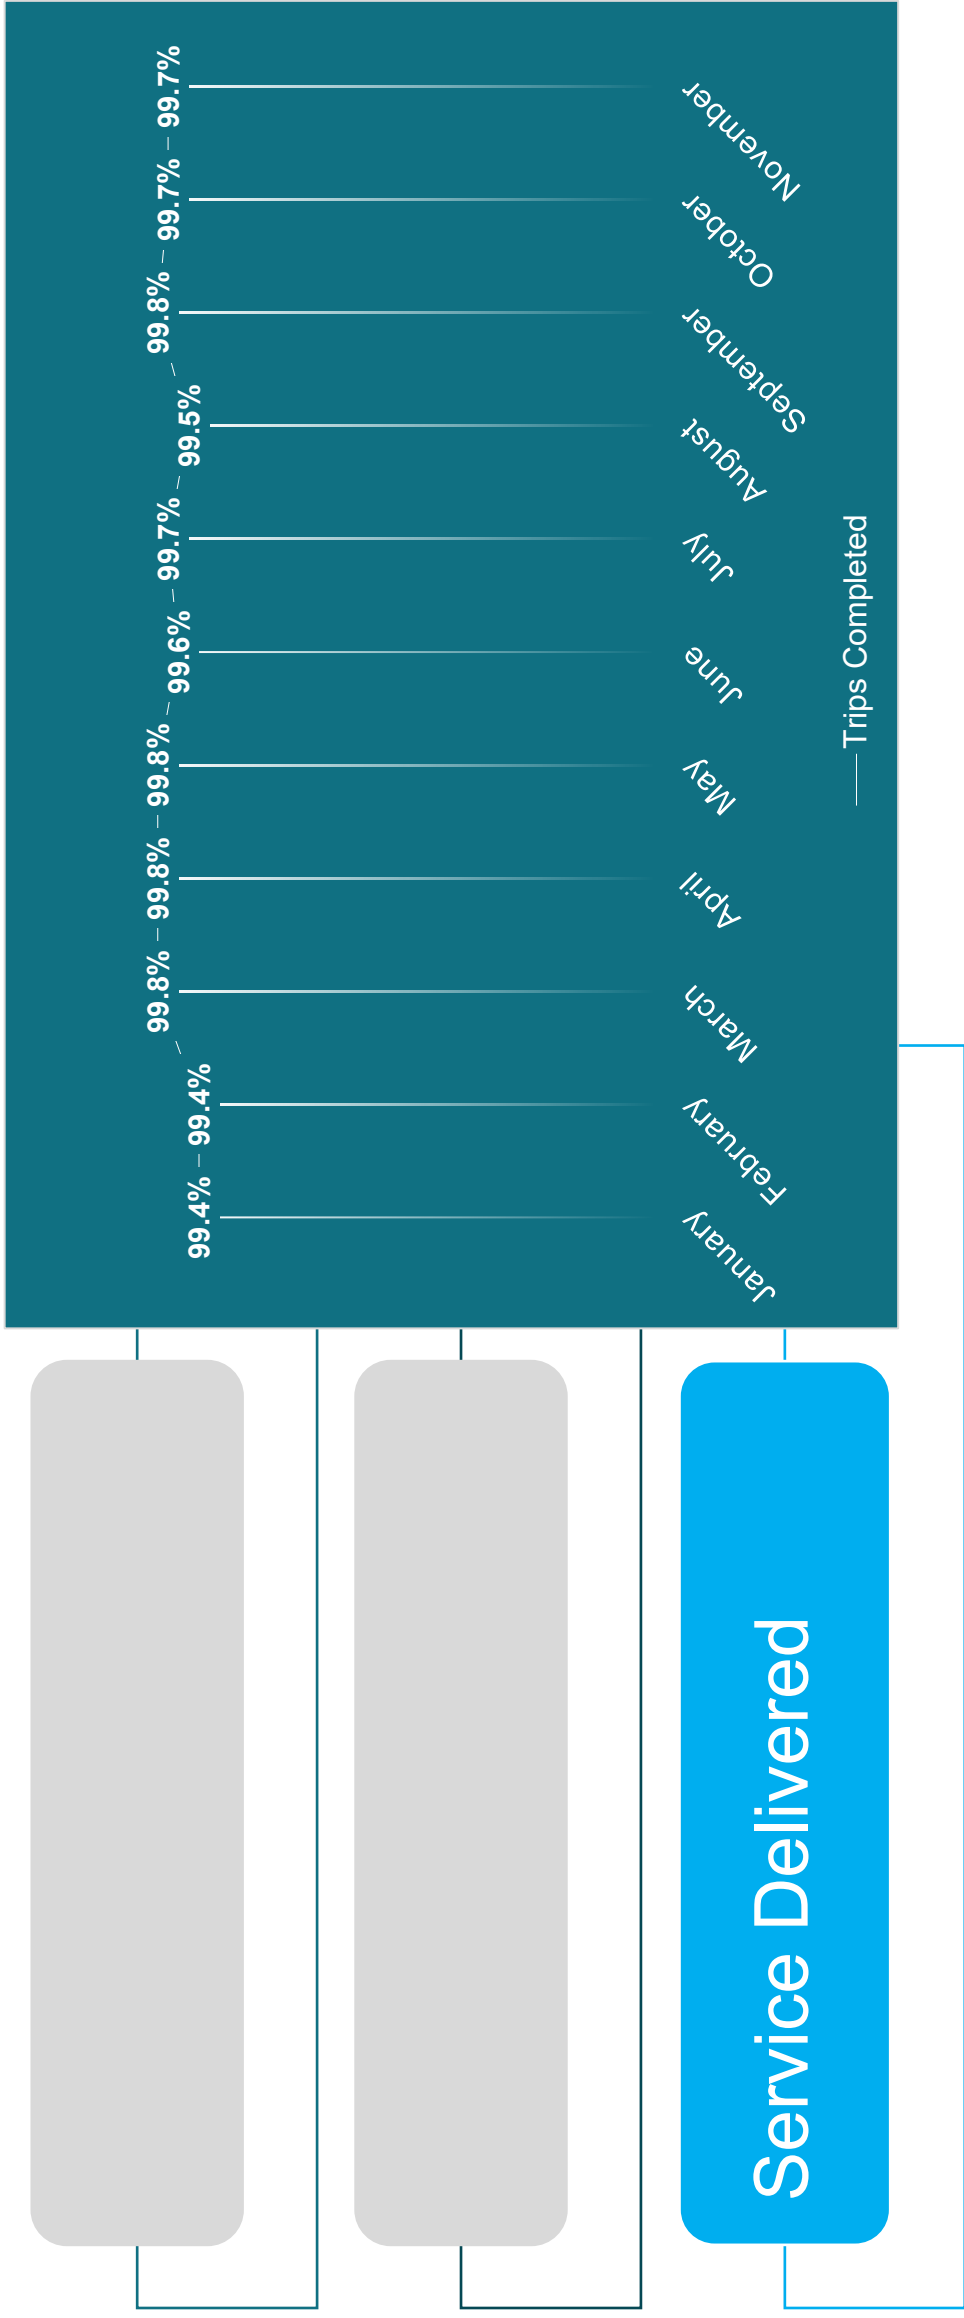 Service Delivered
99.4%
99.4%
99.8%
99.8%
99.8%
99.6%
99.7%
99.5%
99.8%
99.7%
99.7%
January
February
March
April
May
June
July
August
September
October
November
Trips Completed